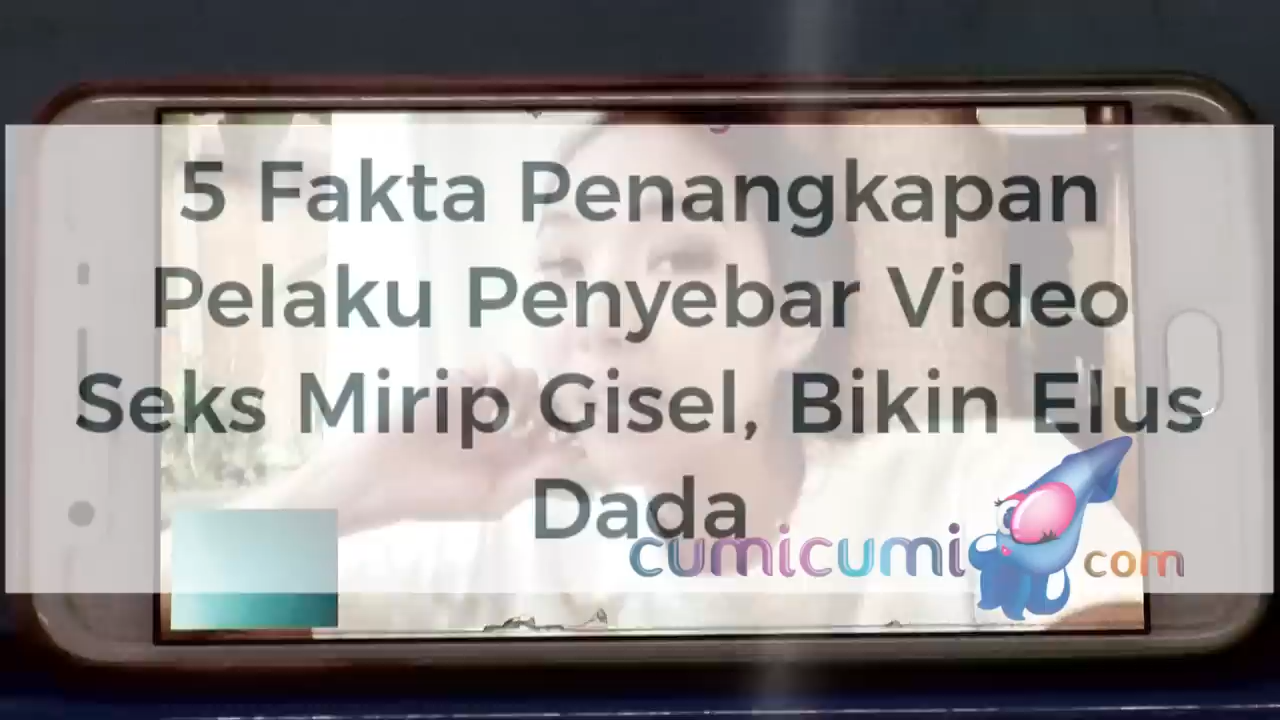 5 Fakta Penangkapan
Pelaku Penyebar Video
Seks Mirip Gisel, Bikin Elus
Dada
cumicumi com